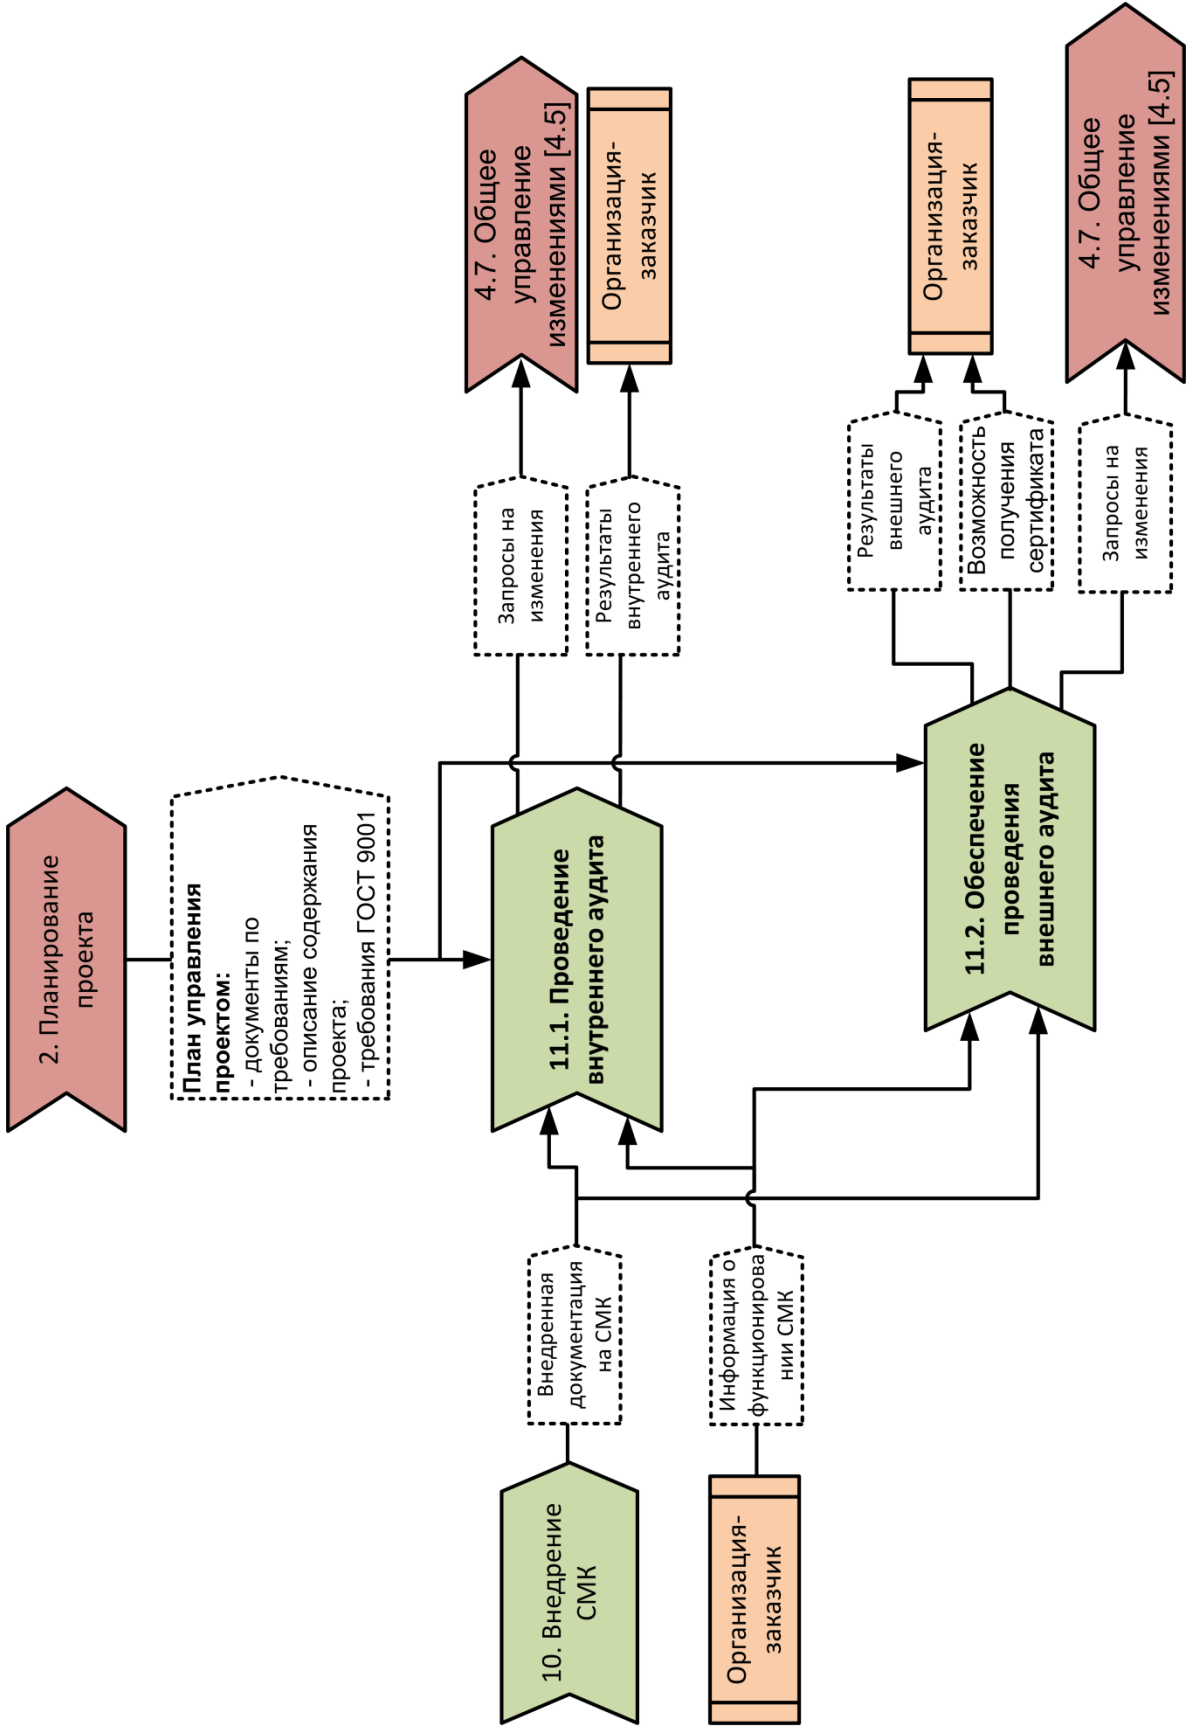 2. Планирование
проекта
План управления
проектом:
- документы по
требованиям;
- описание содержания
проекта;
- требования ГОСТ 9001
10. Внедрение
СМК
Внедренная
документация
на СМК
11.1. Проведение
внутреннего аудита
Запросы на
изменения
4.7. Общее
управление
изменениями [4.5]
Результаты
внутреннего
аудита
Организация-
заказчик
Организация-
заказчик
Информация о
функционирова
нии СМК
11.2. Обеспечение
проведения
внешнего аудита
Результаты
внешнего
аудита
Возможность
получения
сертификата
Организация-
заказчик
Запросы на
изменения
4.7. Общее
управление
изменениями [4.5]